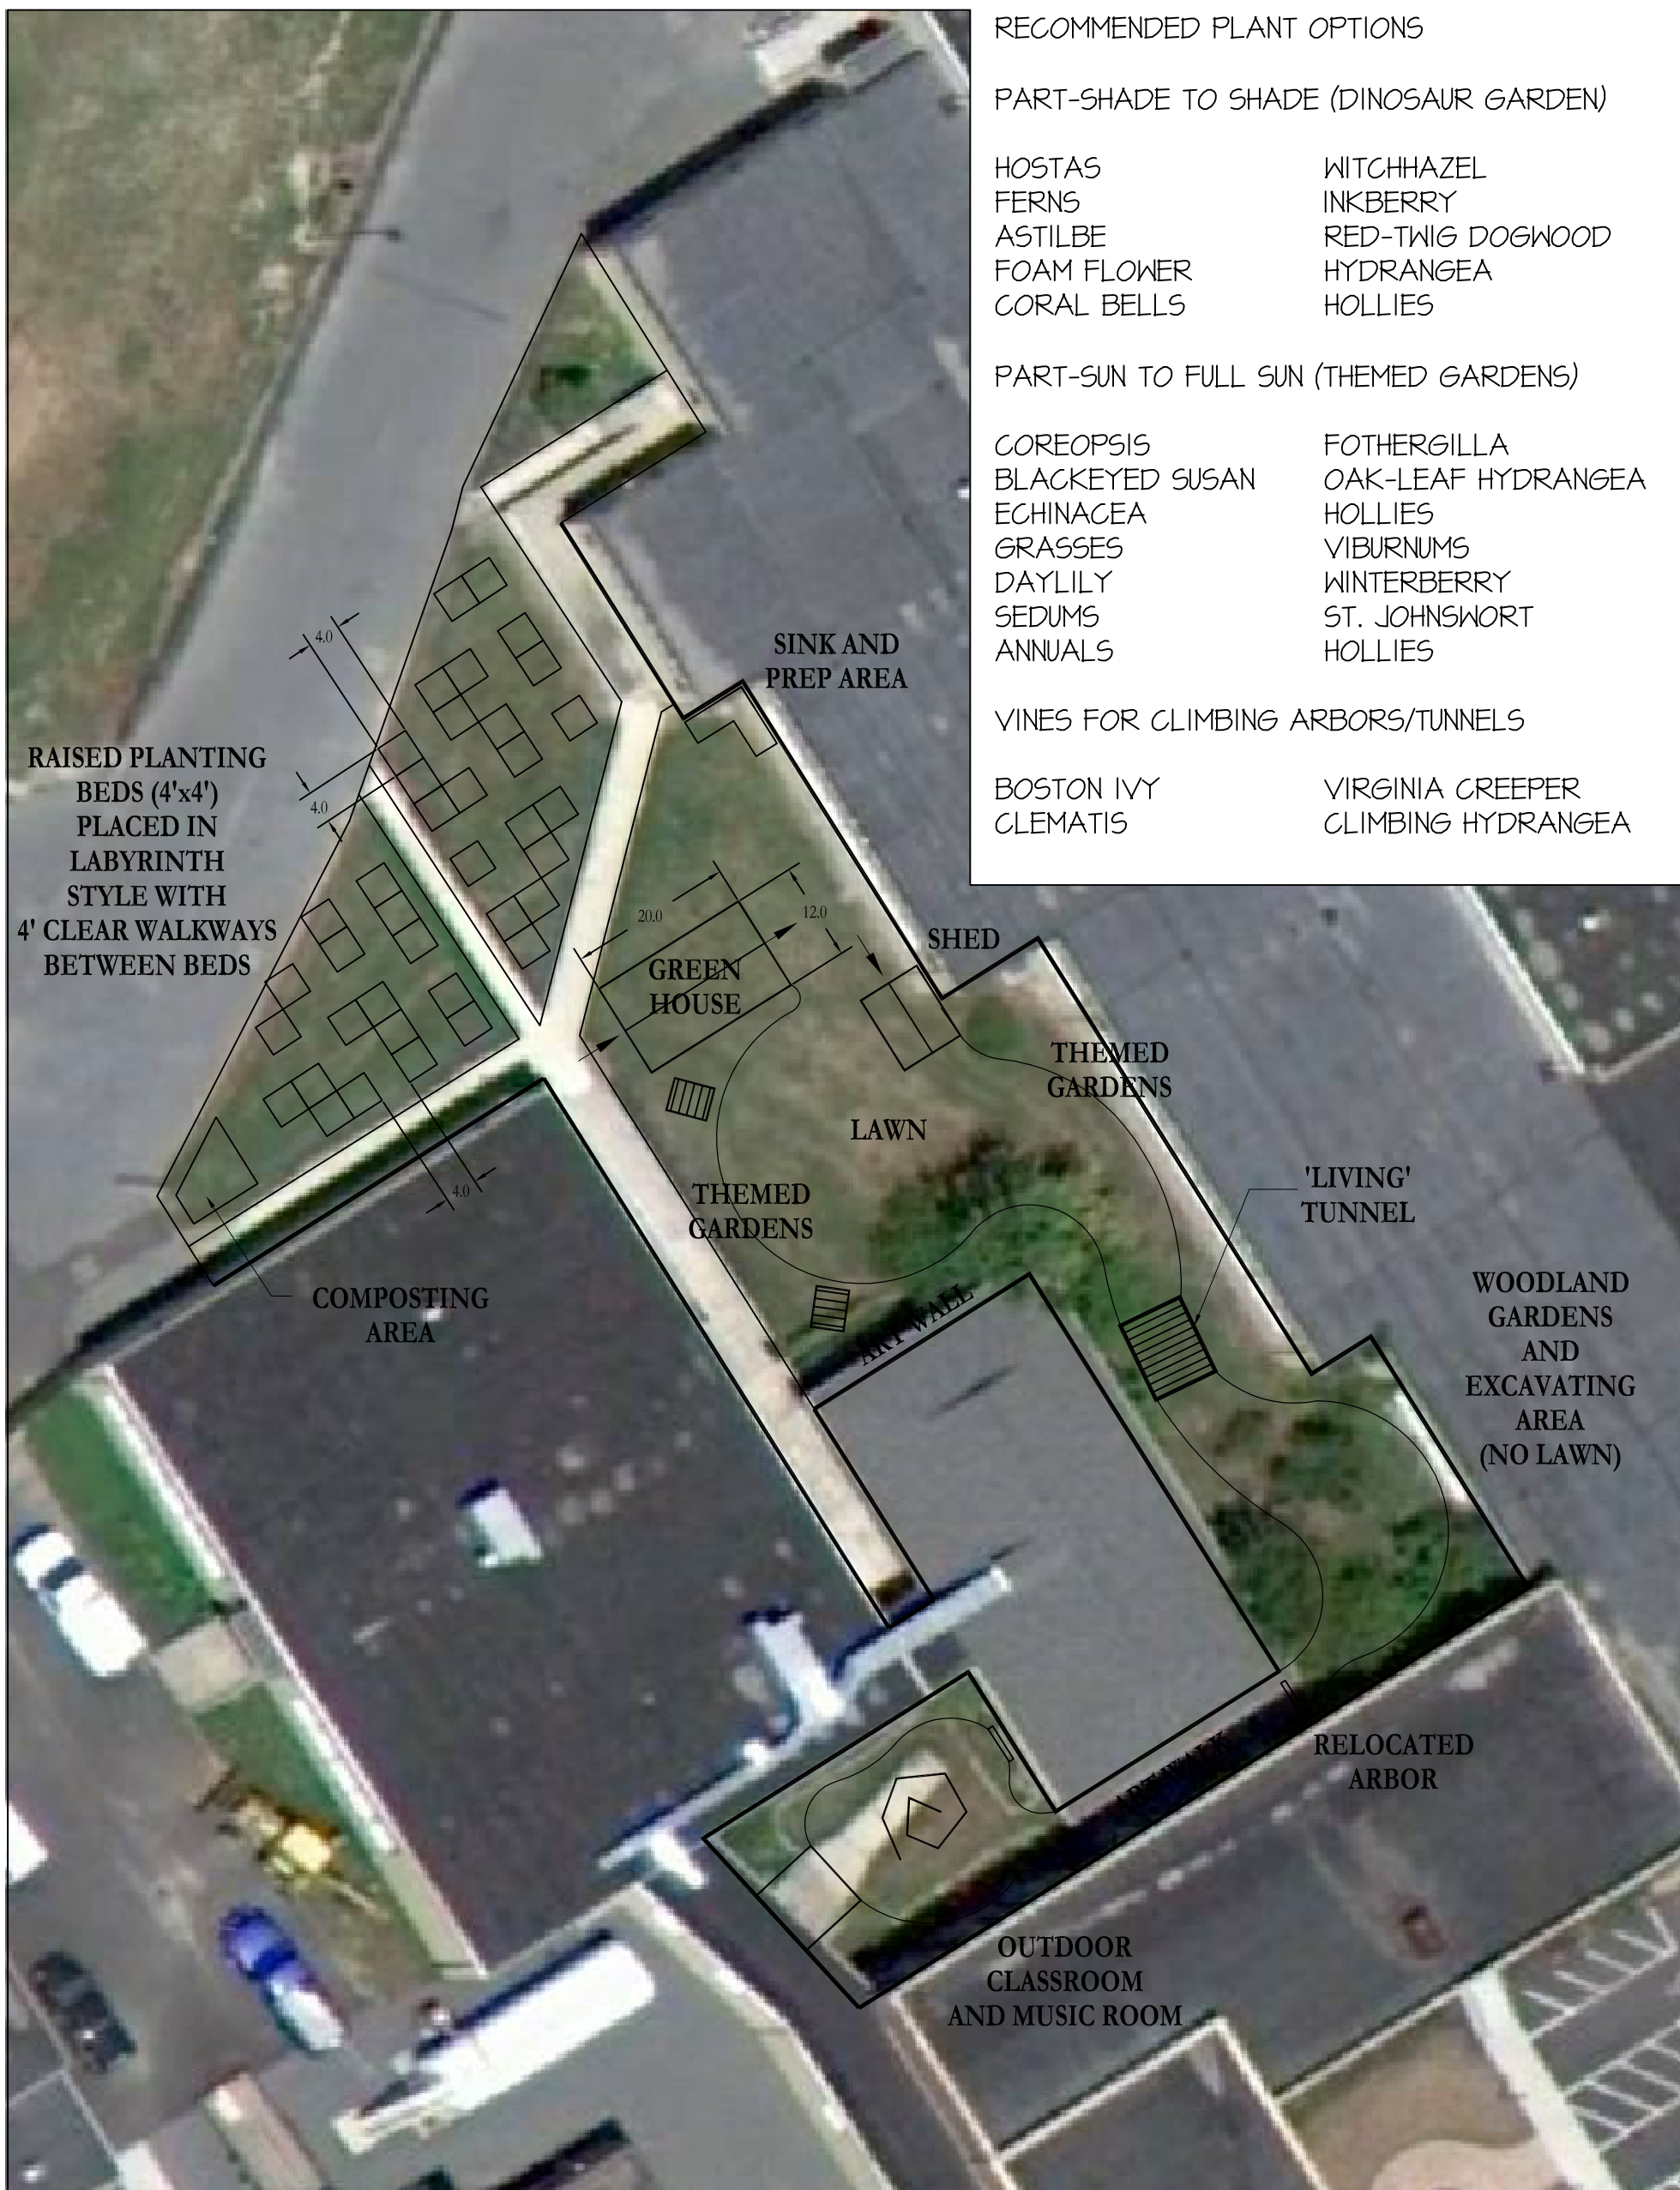 RECOMMENDED PLANT OPTIONS
PART-SHADE TO SHADE (DINOSAUR GARDEN)
HOSTAS WITCHHAZEL
FERNS INKBERRY
ASTILBE RED-TWIG DOGWOOD
FOAM FLOWER HYDRANGEA
CORAL BELLS HOLLIES
PART-SUN TO FULL SUN (THEMED GARDENS)
COREOPSIS FOTHERGILLA
BLACKEYED SUSAN OAK-LEAF HYDRANGEA
ECHINACEA HOLLIES
GRASSES VIBURNUMS
DAYLILY WINTERBERRY
SEDUMS ST. JOHNSWORT
ANNUALS HOLLIES
VINES FOR CLIMBING ARBORS/TUNNELS
BOSTON IVY VIRGINIA CREEPER
CLEMATIS CLIMBING HYDRANGEA
SINK AND
PREP AREA
4.0
4.0
RAISED PLANTING
BEDS (4'x4')
PLACED IN
LABYRINTH
STYLE WITH
4' CLEAR WALKWAYS
BETWEEN BEDS
20.0
12.0
SHED
GREEN
HOUSE
THEMED
GARDENS
LAWN
'LIVING'
TUNNEL
4.0
THEMED
GARDENS
COMPOSTING
AREA
ART WALL
WOODLAND
GARDENS
AND
EXCAVATING
AREA
(NO LAWN)
RELOCATED
ARBOR
ART WALK
OUTDOOR
CLASSROOM
AND MUSIC ROOM